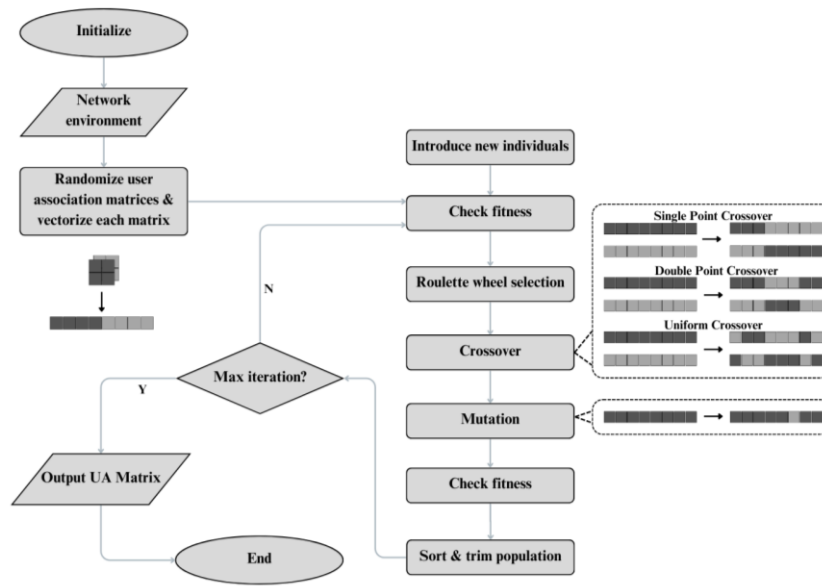 Initialize
Network
environment
Randomize user
association matrices &
vectorize each matrix
Introduce new individuals
Check fitness
Roulette wheel selection
Crossover
Mutation
Check fitness
Sort & trim population
Single Point Crossover
Double Point Crossover
Uniform Crossover
N
Max iteration?
Y
Output UA Matrix
End